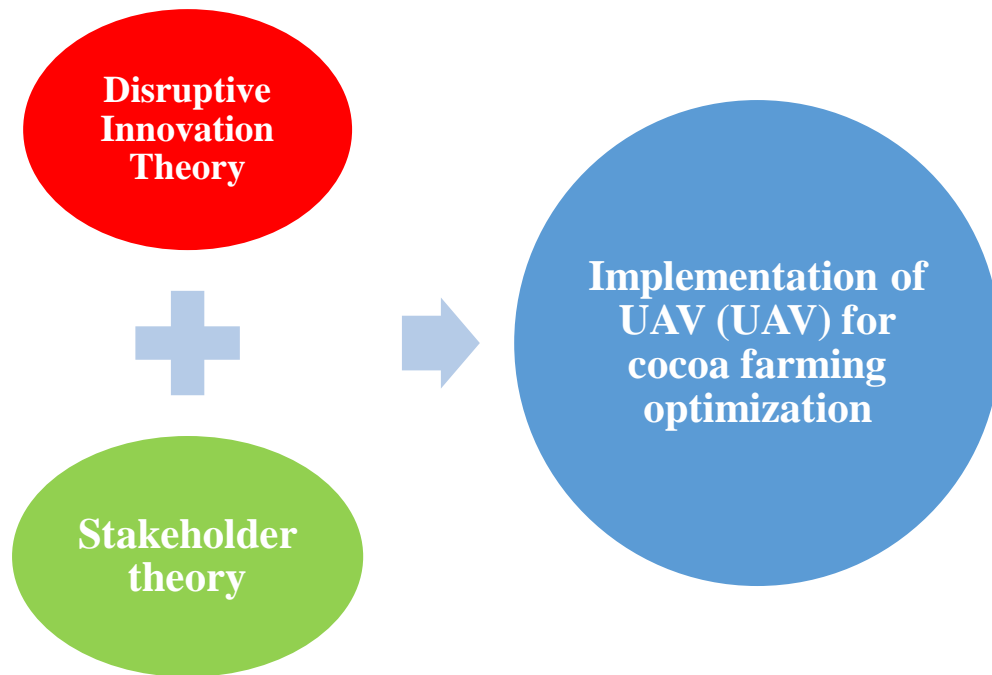 Disruptive
Innovation
Theory
Stakeholder
theory
Implementation of
UAV (UAV) for
cocoa farming
optimization